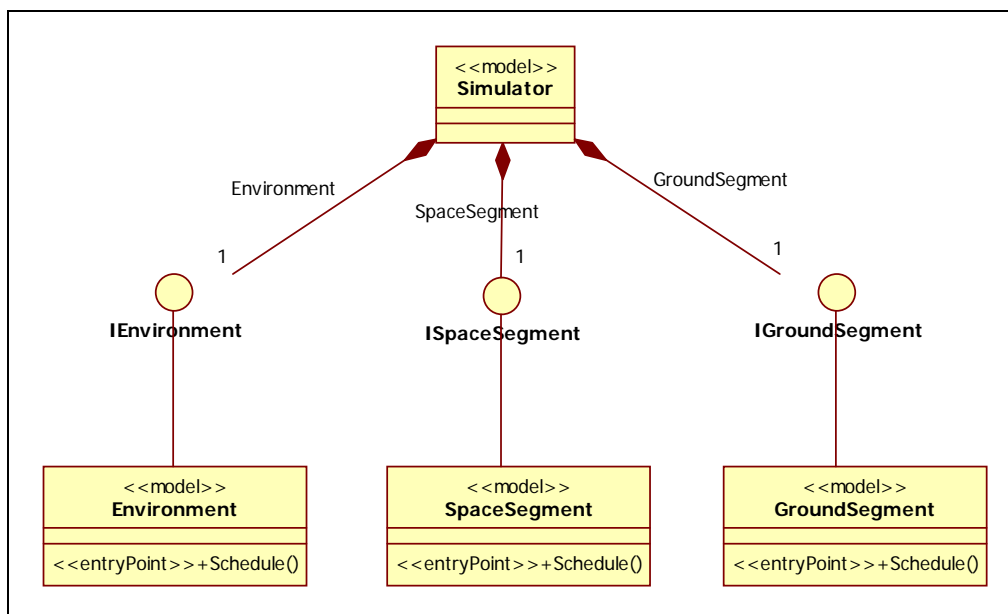 <<model>>
Simulator
Environment
GroundSegment
SpaceSegment
1
1
1
IEnvironment
ISpaceSegment
IGroundSegment
<<model>>
Environment
<<entryPoint>>+Schedule()
<<model>>
SpaceSegment
<<entryPoint>>+Schedule()
<<model>>
GroundSegment
<<entryPoint>>+Schedule()